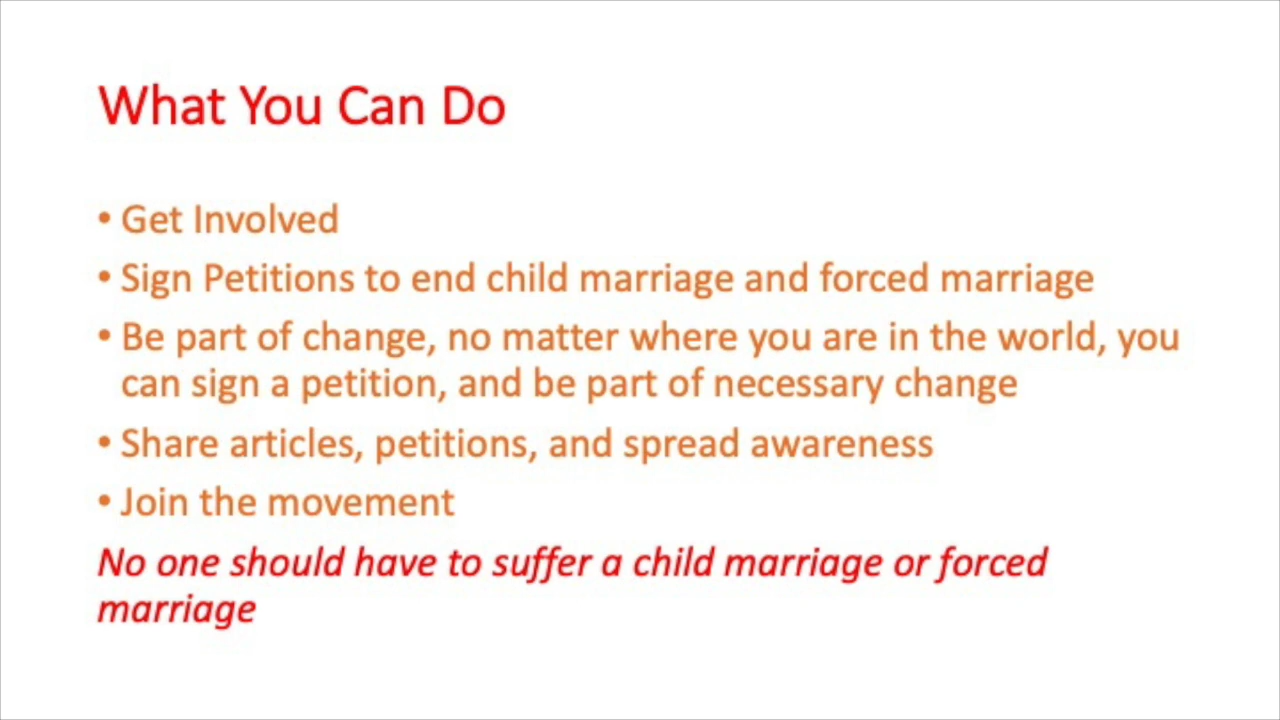 What You Can Do
• Get Involved
• Sign Petitions to end child marriage and forced marriage
• Be part of change, no matter where you are in the world, you
can sign a petition, and be part of necessary change
• Share articles, petitions, and spread awareness
• Join the movement
No one should have to suffer a child marriage or forced
marriage